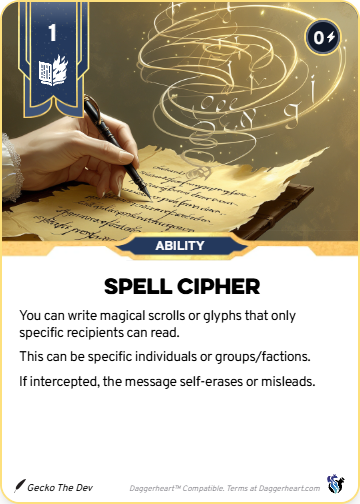 1
0
ABILITY
SPELL CIPHER
You can write magical scrolls or glyphs that only
specific recipients can read.
This can be specific individuals or groups/factions.
If intercepted, the message self-erases or misleads.
Gecko The Dev
Daggerheart™ Compatible. Terms at Daggerheart.com